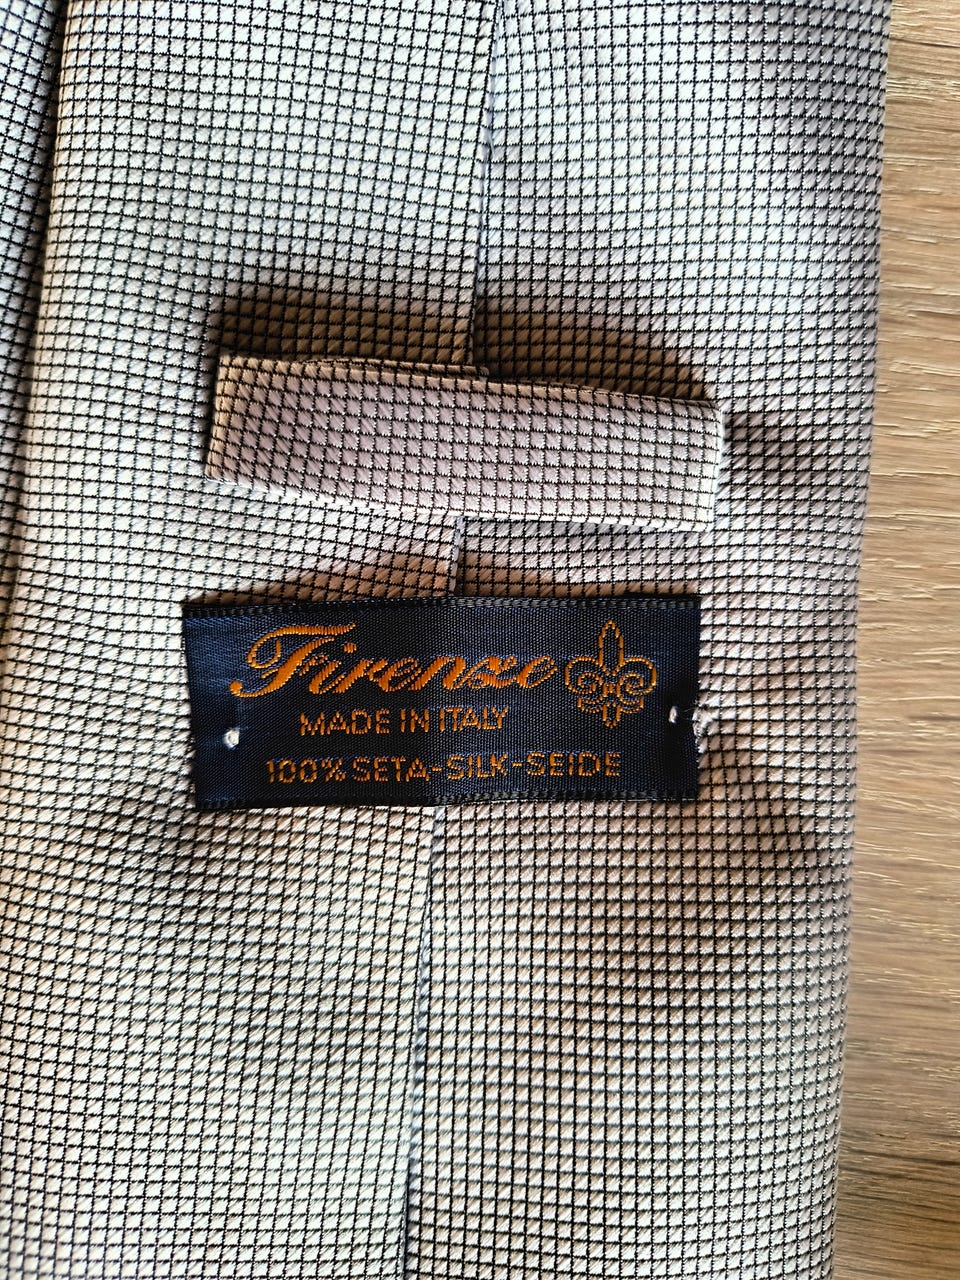 Firenze
MADE IN ITALY
100% SETA-SILK-SEIDE